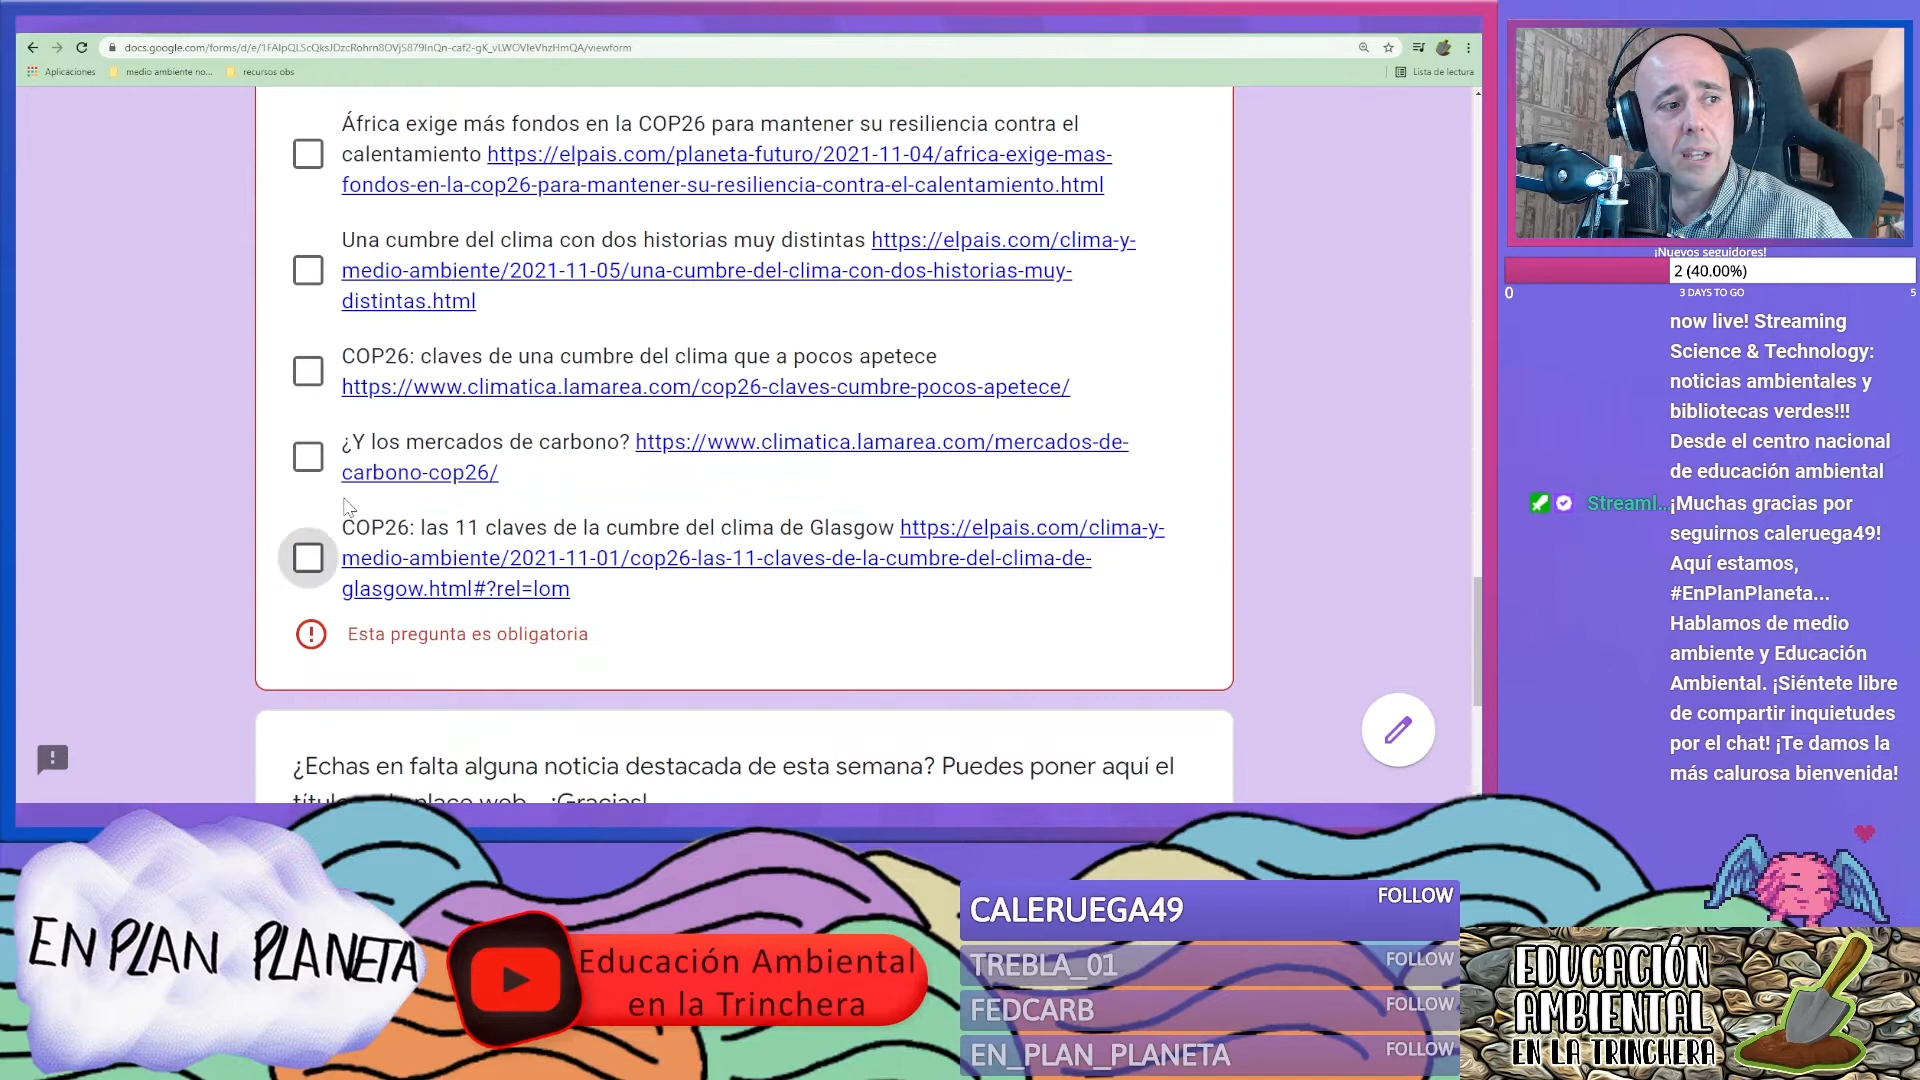 docs.google.com/forms/d/e/1FAIpQLScQksJDzcRohrn8OVjS879InQn-caf2-gK_vLWOVIeVhzHmQA/viewform
Aplicaciones
medio ambiente no...
recursos obs
Lista de lectura
África exige más fondos en la COP26 para mantener su resiliencia contra el
calentamiento https://elpais.com/planeta-futuro/2021-11-04/africa-exige-mas-
fondos-en-la-cop26-para-mantener-su-resiliencia-contra-el-calentamiento.html
Una cumbre del clima con dos historias muy distintas https://elpais.com/clima-y-
medio-ambiente/2021-11-05/una-cumbre-del-clima-con-dos-historias-muy-
distintas.html
COP26: claves de una cumbre del clima que a pocos apetece
https://www.climatica.lamarea.com/cop26-claves-cumbre-pocos-apetece/
¿Y los mercados de carbono? https://www.climatica.lamarea.com/mercados-de-
carbono-cop26/
COP26: las 11 claves de la cumbre del clima de Glasgow https://elpais.com/clima-y-
medio-ambiente/2021-11-01/cop26-las-11-claves-de-la-cumbre-del-clima-de-
glasgow.html#?rel=lom
Esta pregunta es obligatoria
¿Echas en falta alguna noticia destacada de esta semana? Puedes poner aquí el
¡Gracias!
¡Nuevos seguidores!
2 (40.00%)
0
3 DAYS TO GO
5
now live! Streaming
Science & Technology:
noticias ambientales y
bibliotecas verdes!!!
Desde el centro nacional
de educación ambiental
Streaml... ¡Muchas gracias por
seguirnos caleruega49!
Aquí estamos,
#EnPlanPlaneta...
Hablamos de medio
ambiente y Educación
Ambiental. ¡Siéntete libre
de compartir inquietudes
por el chat! ¡Te damos la
más calurosa bienvenida!
EN PLAN PLANETA
Educación Ambiental
en la Trinchera
CALERUEGA49
FOLLOW
TREBLA_01
FOLLOW
FEDCARB
FOLLOW
EN_PLAN_PLANETA
FOLLOW
EDUCACIÓN
AMBIENTAL
EN LA TRINCHERA